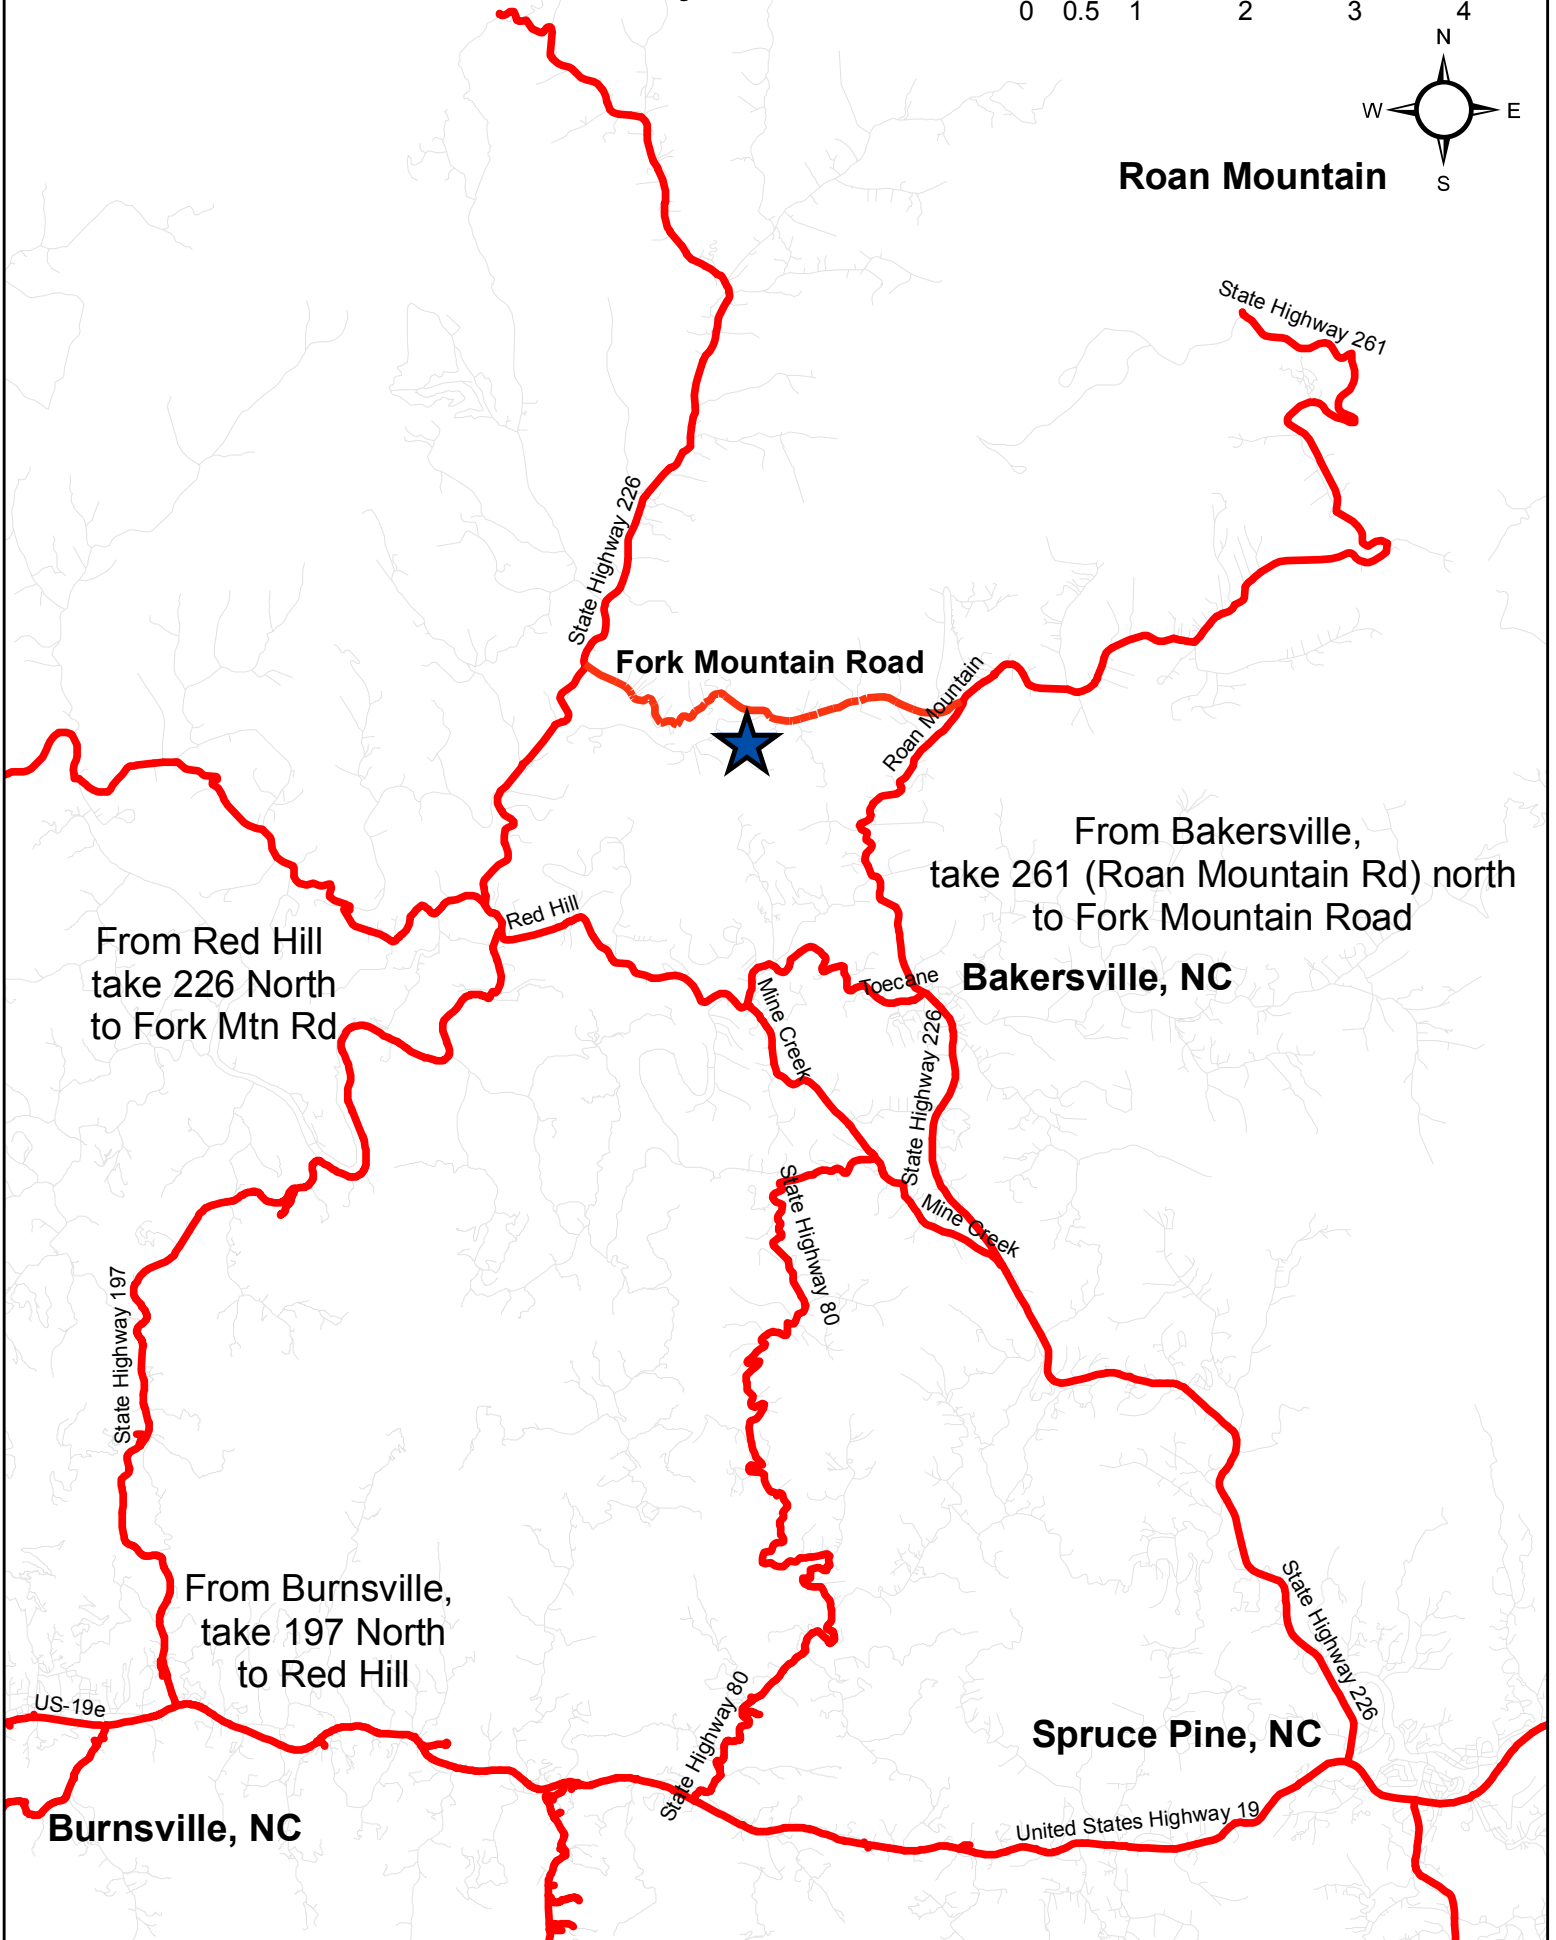 0 0.5 1 2 3 4
N
W E
S
Roan Mountain
State Highway 261
State Highway 226
Fork Mountain Road
Roan Mountain
From Bakersville,
take 261 (Roan Mountain Rd) north
to Fork Mountain Road
Red Hill
From Red Hill
take 226 North
to Fork Mtn Rd
Toecane
Bakersville, NC
Mine Creek
State Highway 226
State Highway 80
Mine Creek
State Highway 197
From Burnsville,
take 197 North
to Red Hill
State Highway 226
State Highway 80
US-19e
Spruce Pine, NC
United States Highway 19
Burnsville, NC